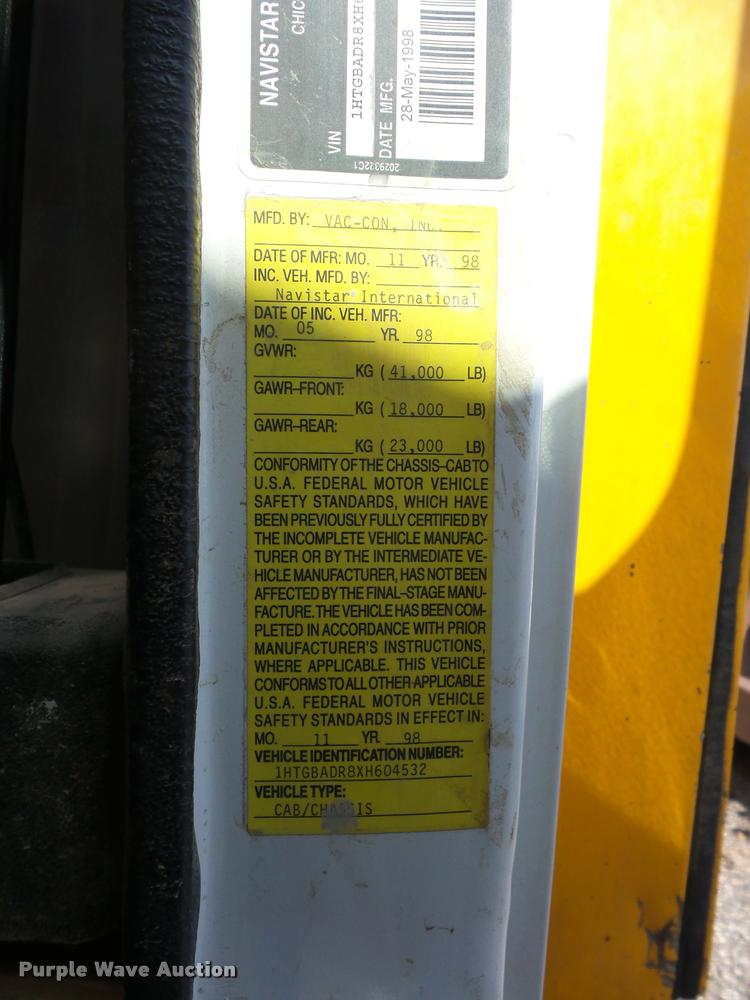 NAVISTAR
CHIC
VIN
1HTGBADR8XH6
DATE MFG.
28-May-1998
2029322C1
MFD. BY: VAC-CON, INC.
DATE OF MFR: MO. 11 YR. 98
INC. VEH. MFD. BY:
Navistar International
DATE OF INC. VEH. MFR:
MO. 05 YR. 98
GVWR:
KG ( 41,000 LB)
GAWR-FRONT:
KG ( 18,000 LB)
GAWR-REAR:
KG ( 23,000 LB)
CONFORMITY OF THE CHASSIS-CAB TO
U.S.A. FEDERAL MOTOR VEHICLE
SAFETY STANDARDS, WHICH HAVE
BEEN PREVIOUSLY FULLY CERTIFIED BY
THE INCOMPLETE VEHICLE MANUFAC-
TURER OR BY THE INTERMEDIATE VE-
HICLE MANUFACTURER, HAS NOT BEEN
AFFECTED BY THE FINAL-STAGE MANU-
FACTURE. THE VEHICLE HAS BEEN COM-
PLETED IN ACCORDANCE WITH PRIOR
MANUFACTURER'S INSTRUCTIONS,
WHERE APPLICABLE. THIS VEHICLE
CONFORMS TO ALL OTHER APPLICABLE
U.S.A. FEDERAL MOTOR VEHICLE
SAFETY STANDARDS IN EFFECT IN:
MO. 11 YR. 98
VEHICLE IDENTIFICATION NUMBER:
1HTGBADR8XH604532
VEHICLE TYPE:
CAB/CHASSIS
Purple Wave Auction